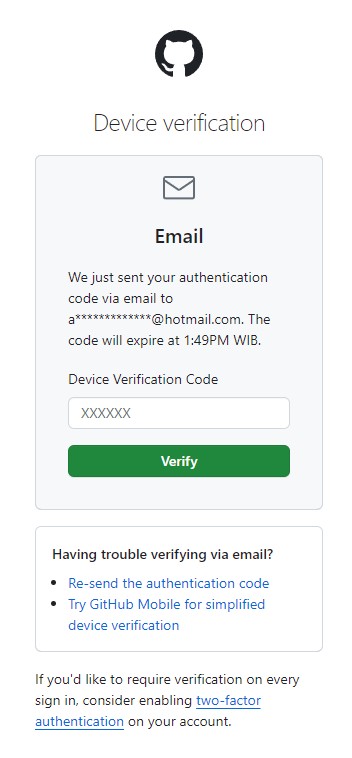 Device verification
Email
We just sent your authentication
code via email to
a*************@hotmail.com. The
code will expire at 1:49PM WIB.
Device Verification Code
XXXXXX
Verify
Having trouble verifying via email?
Re-send the authentication code
Try GitHub Mobile for simplified
device verification
If you'd like to require verification on every
sign in, consider enabling two-factor
authentication on your account.